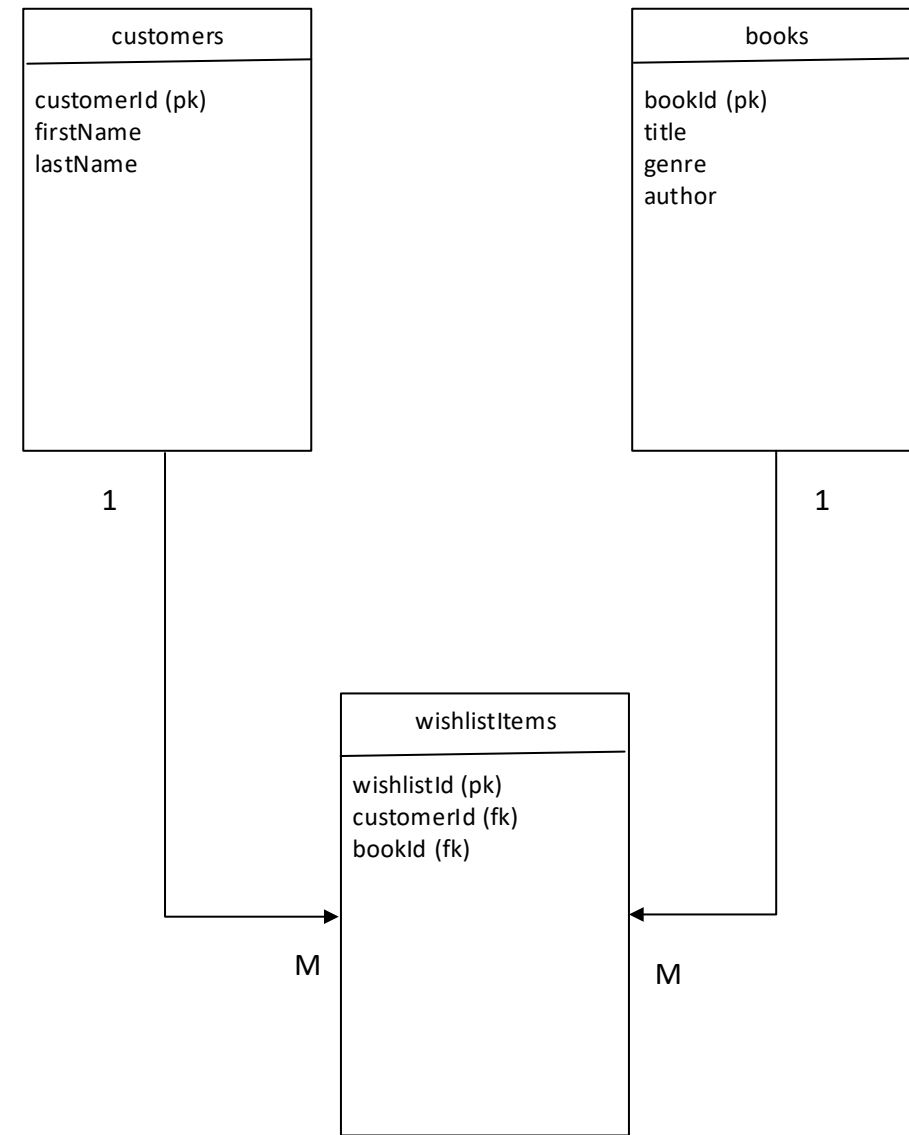 customers
customerId (pk)
firstName
lastName
books
bookId (pk)
title
genre
author
1
1
wishlistItems
wishlistId (pk)
customerId (fk)
bookId (fk)
M
M